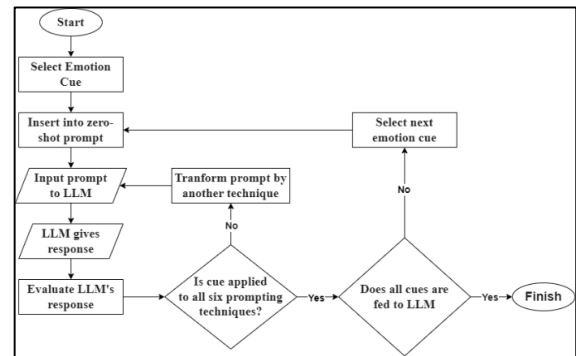 Start
Select Emotion
Cue
Insert into zero-
shot prompt
Select next
emotion cue
Input prompt
to LLM
Tranform prompt by
another technique
No
No
LLM gives
response
Evaluate LLM's
response
Is cue applied
to all six prompting
techniques?
Yes
Does all cues are
fed to LLM
Yes
Finish